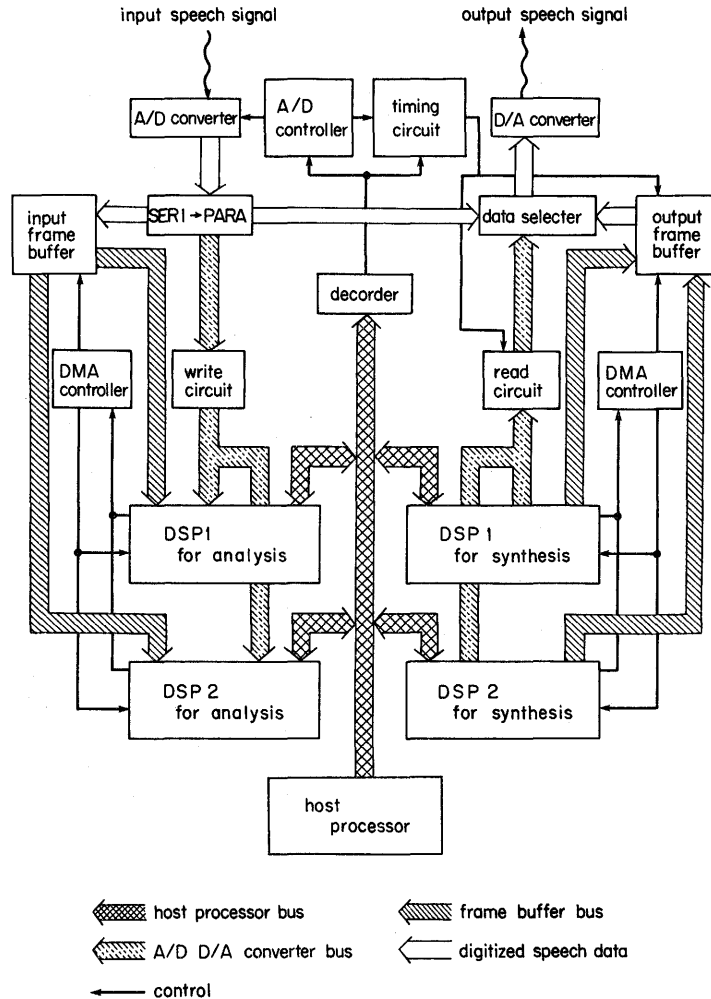 input speech signal
output speech signal
A/D converter
A/D
controller
timing
circuit
D/A converter
input
frame
buffer
SERI→PARA
data selecter
output
frame
buffer
decorder
DMA
controller
write
circuit
read
circuit
DMA
controller
DSP1
for analysis
DSP 1
for synthesis
DSP 2
for analysis
DSP 2
for synthesis
host
processor
host processor bus
frame buffer bus
A/D D/A converter bus
digitized speech data
control